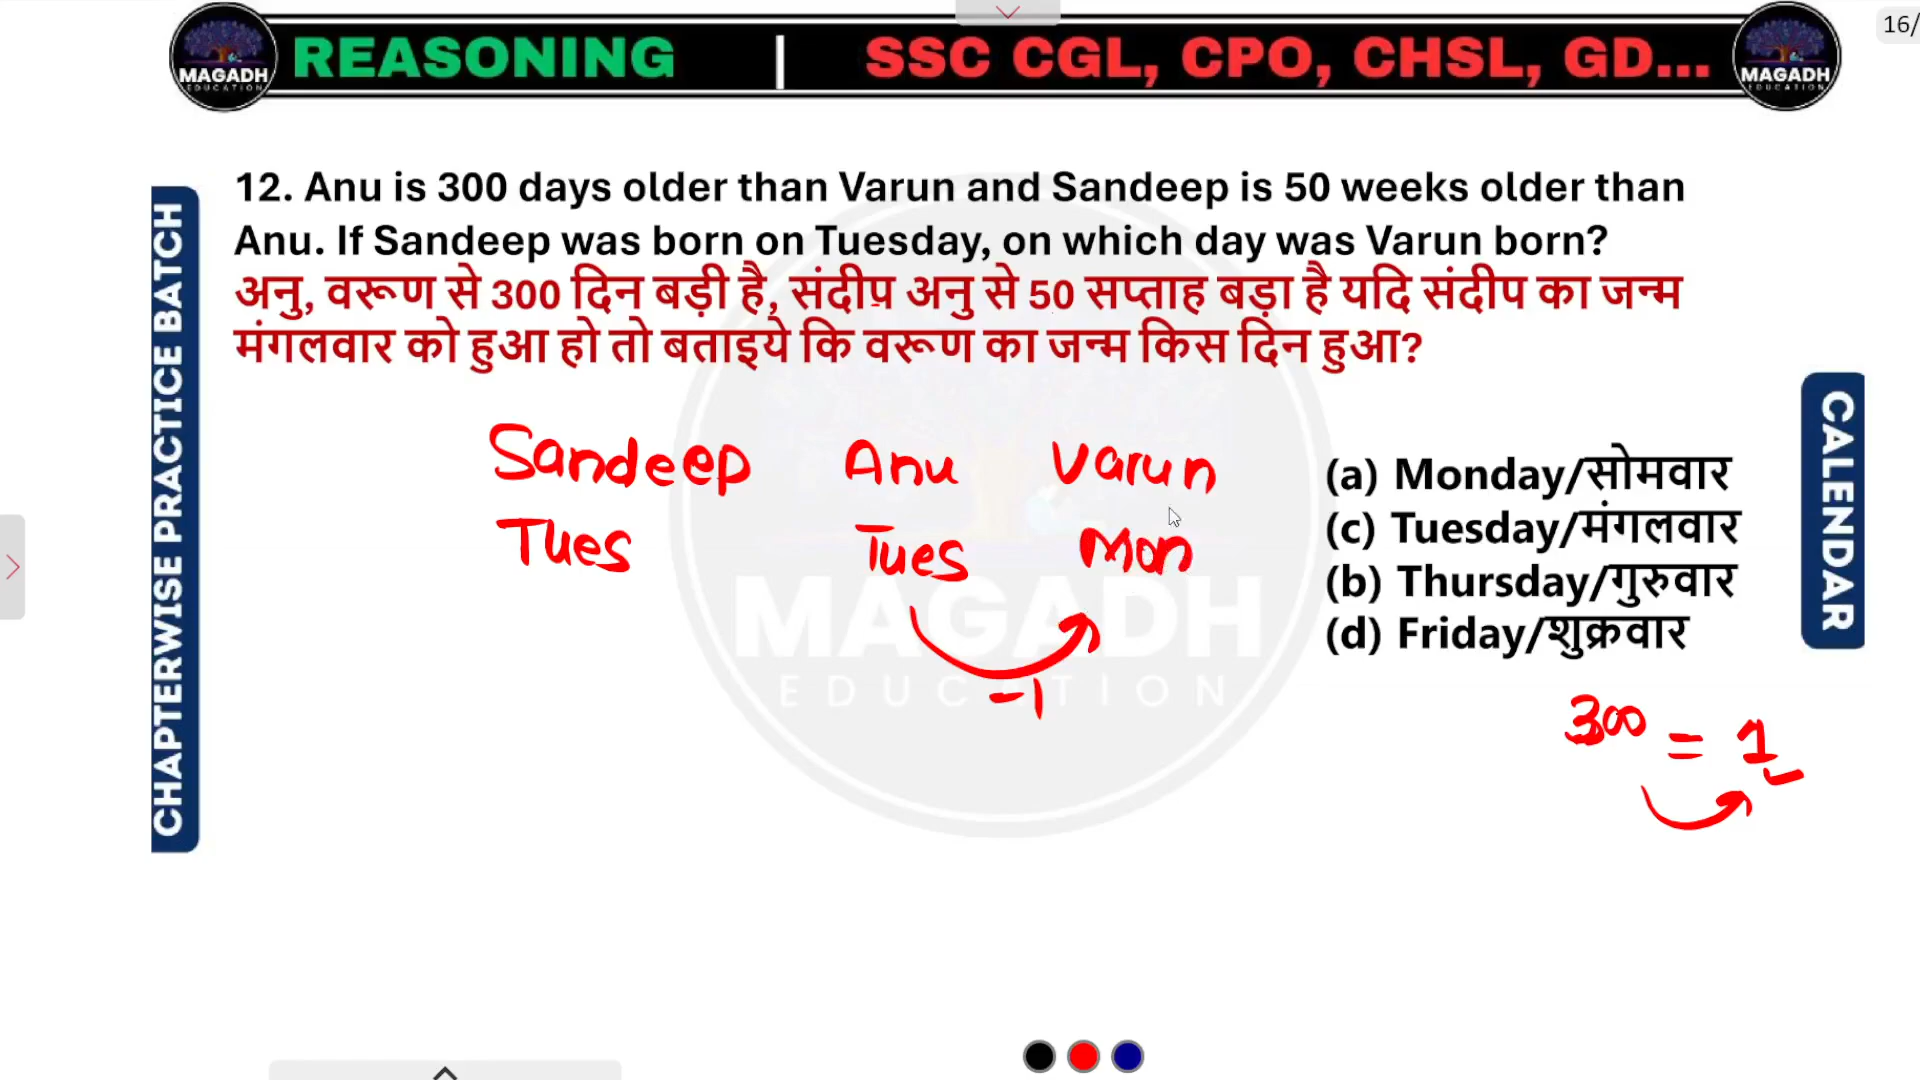 16/
MAGADH
EDUCATION
REASONING | SSC CGL, CPO, CHSL, GD...
MAGADH
EDUCATION
CHAPTERWISE PRACTICE BATCH
12. Anu is 300 days older than Varun and Sandeep is 50 weeks older than
Anu. If Sandeep was born on Tuesday, on which day was Varun born?
अनु, वरूण से 300 दिन बड़ी है, संदीप अनु से 50 सप्ताह बड़ा है यदि संदीप का जन्म
मंगलवार को हुआ हो तो बताइये कि वरूण का जन्म किस दिन हुआ?
Sandeep Anu Varun
Tues Tues Mon
-1
(a) Monday/सोमवार
(c) Tuesday/मंगलवार
(b) Thursday/गुरुवार
(d) Friday/शुक्रवार
300 = 1
CALENDAR
MAGADH
EDUCATION